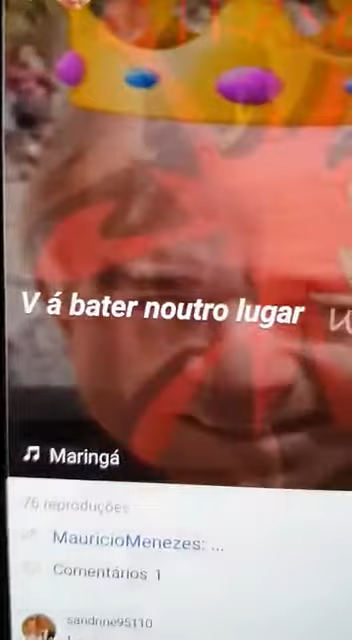 V á bater noutro lugar
Maringá
76 reproduções
MauricioMenezes: ...
Comentários 1
sandrine95110